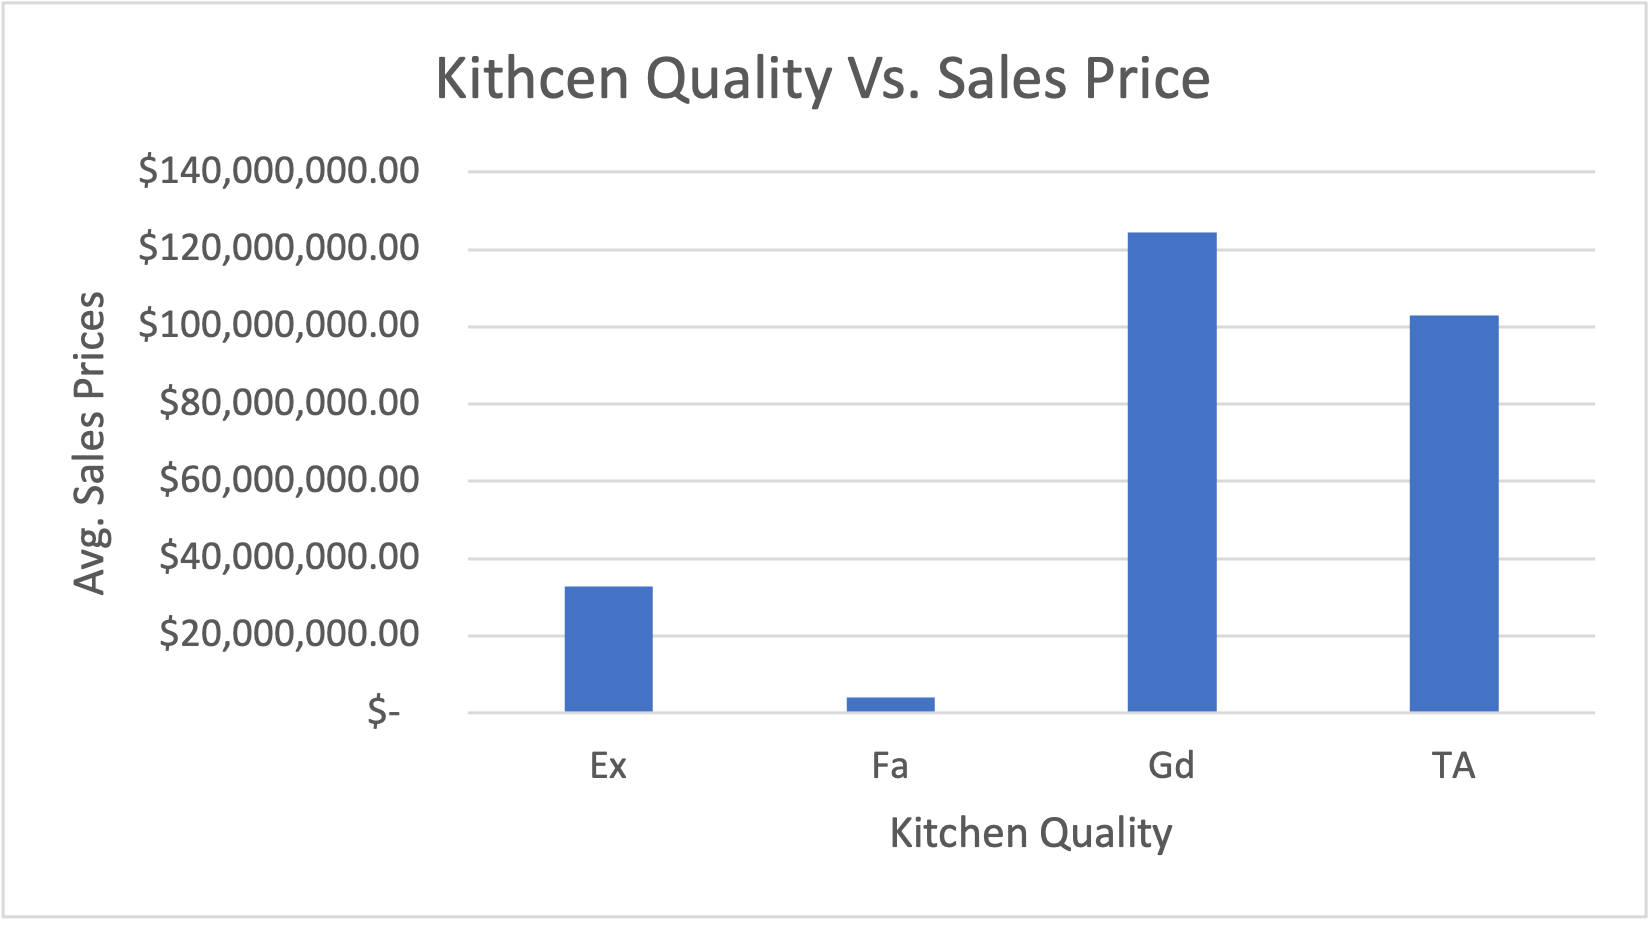 Kithcen Quality Vs. Sales Price
$140,000,000.00
$120,000,000.00
$100,000,000.00
$80,000,000.00
$60,000,000.00
$40,000,000.00
$20,000,000.00
$-
Avg. Sales Prices
Ex Fa Gd TA
Kitchen Quality